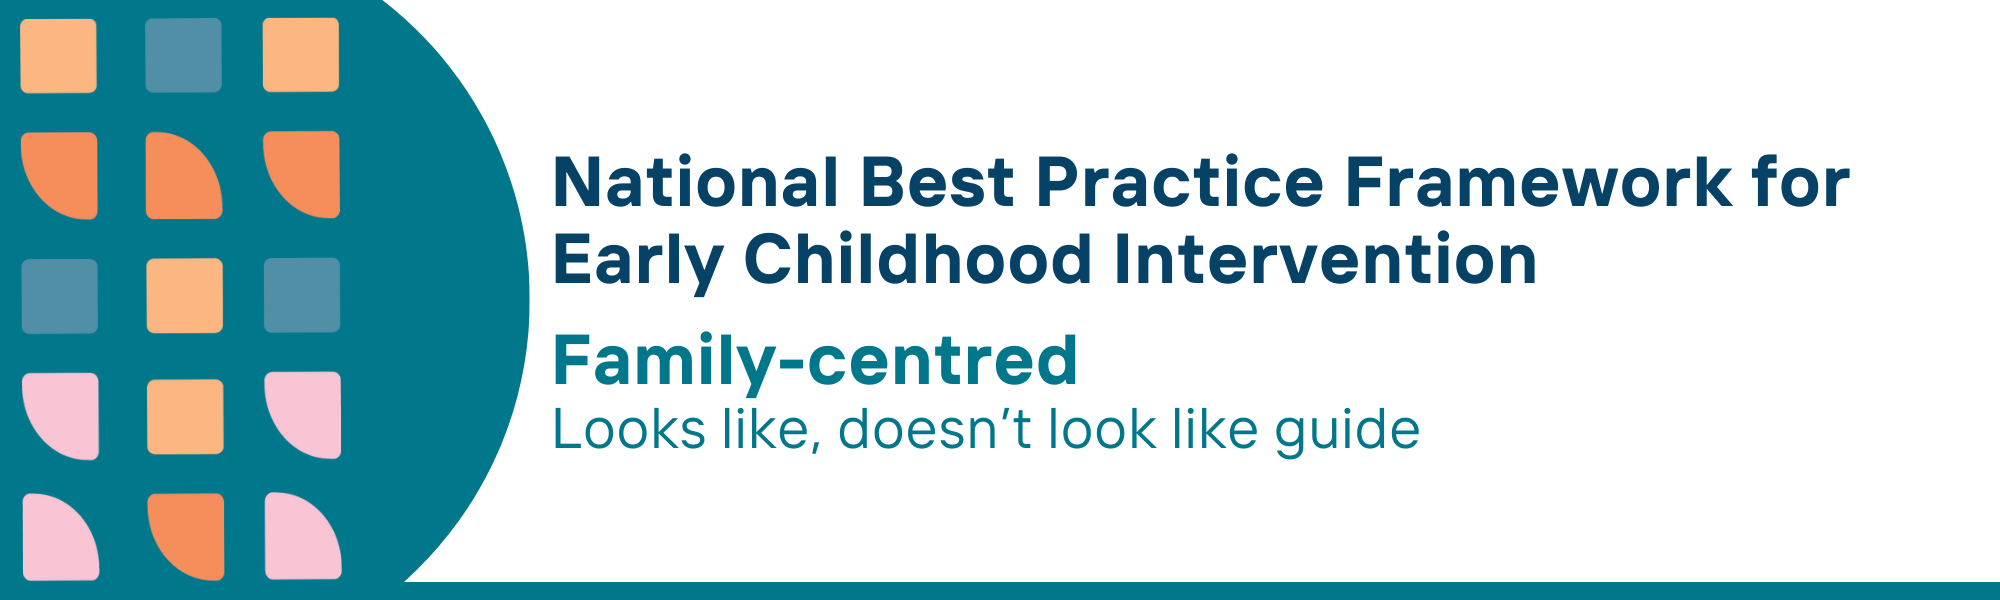 National Best Practice Framework for
Early Childhood Intervention
Family-centred
Looks like, doesn’t look like guide